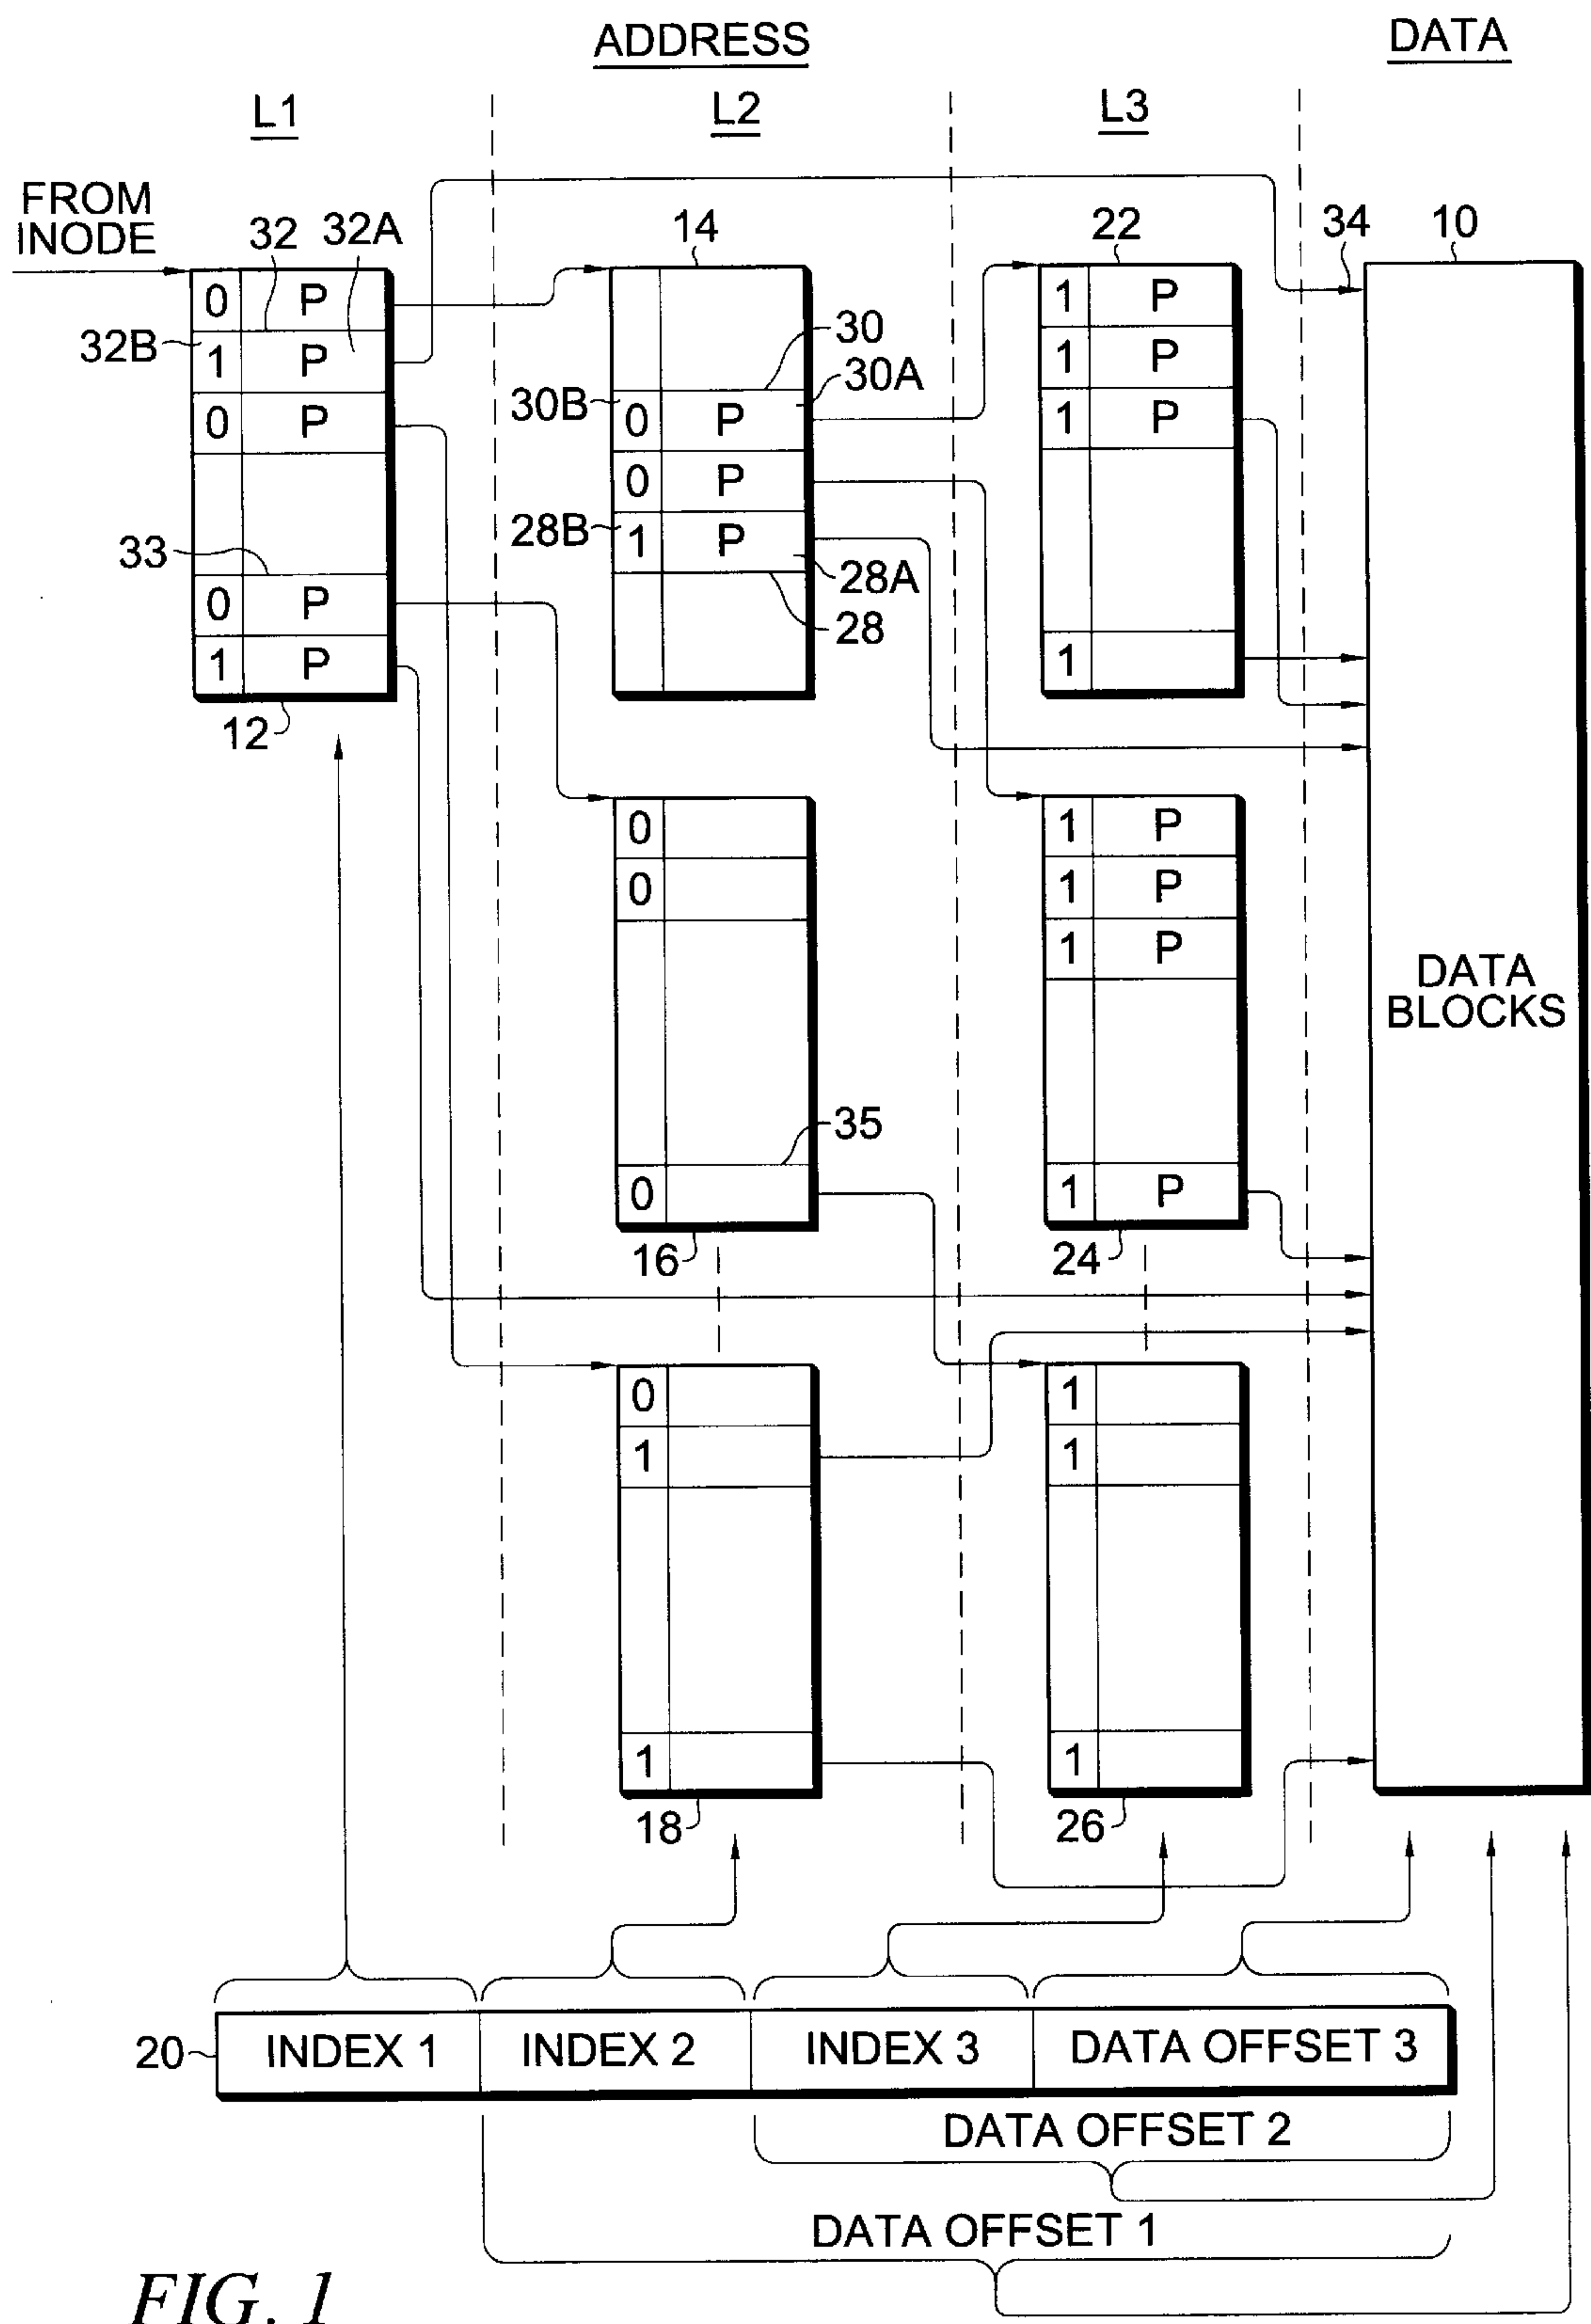 ADDRESS
DATA
L1
L2
L3
FROM
INODE
32
32A
14
22
34
10
0 P
32B
1 P
0 P
33
0 P
1 P
12
30
30A
30B
0 P
0 P
28B
1 P
28A
28
1 P
1 P
1 P
1
0
0
35
0
16
1 P
1 P
1 P
1 P
24
DATA
BLOCKS
0
1
1
18
1
1
1
26
20
INDEX 1
INDEX 2
INDEX 3
DATA OFFSET 3
DATA OFFSET 2
DATA OFFSET 1
FIG. 1